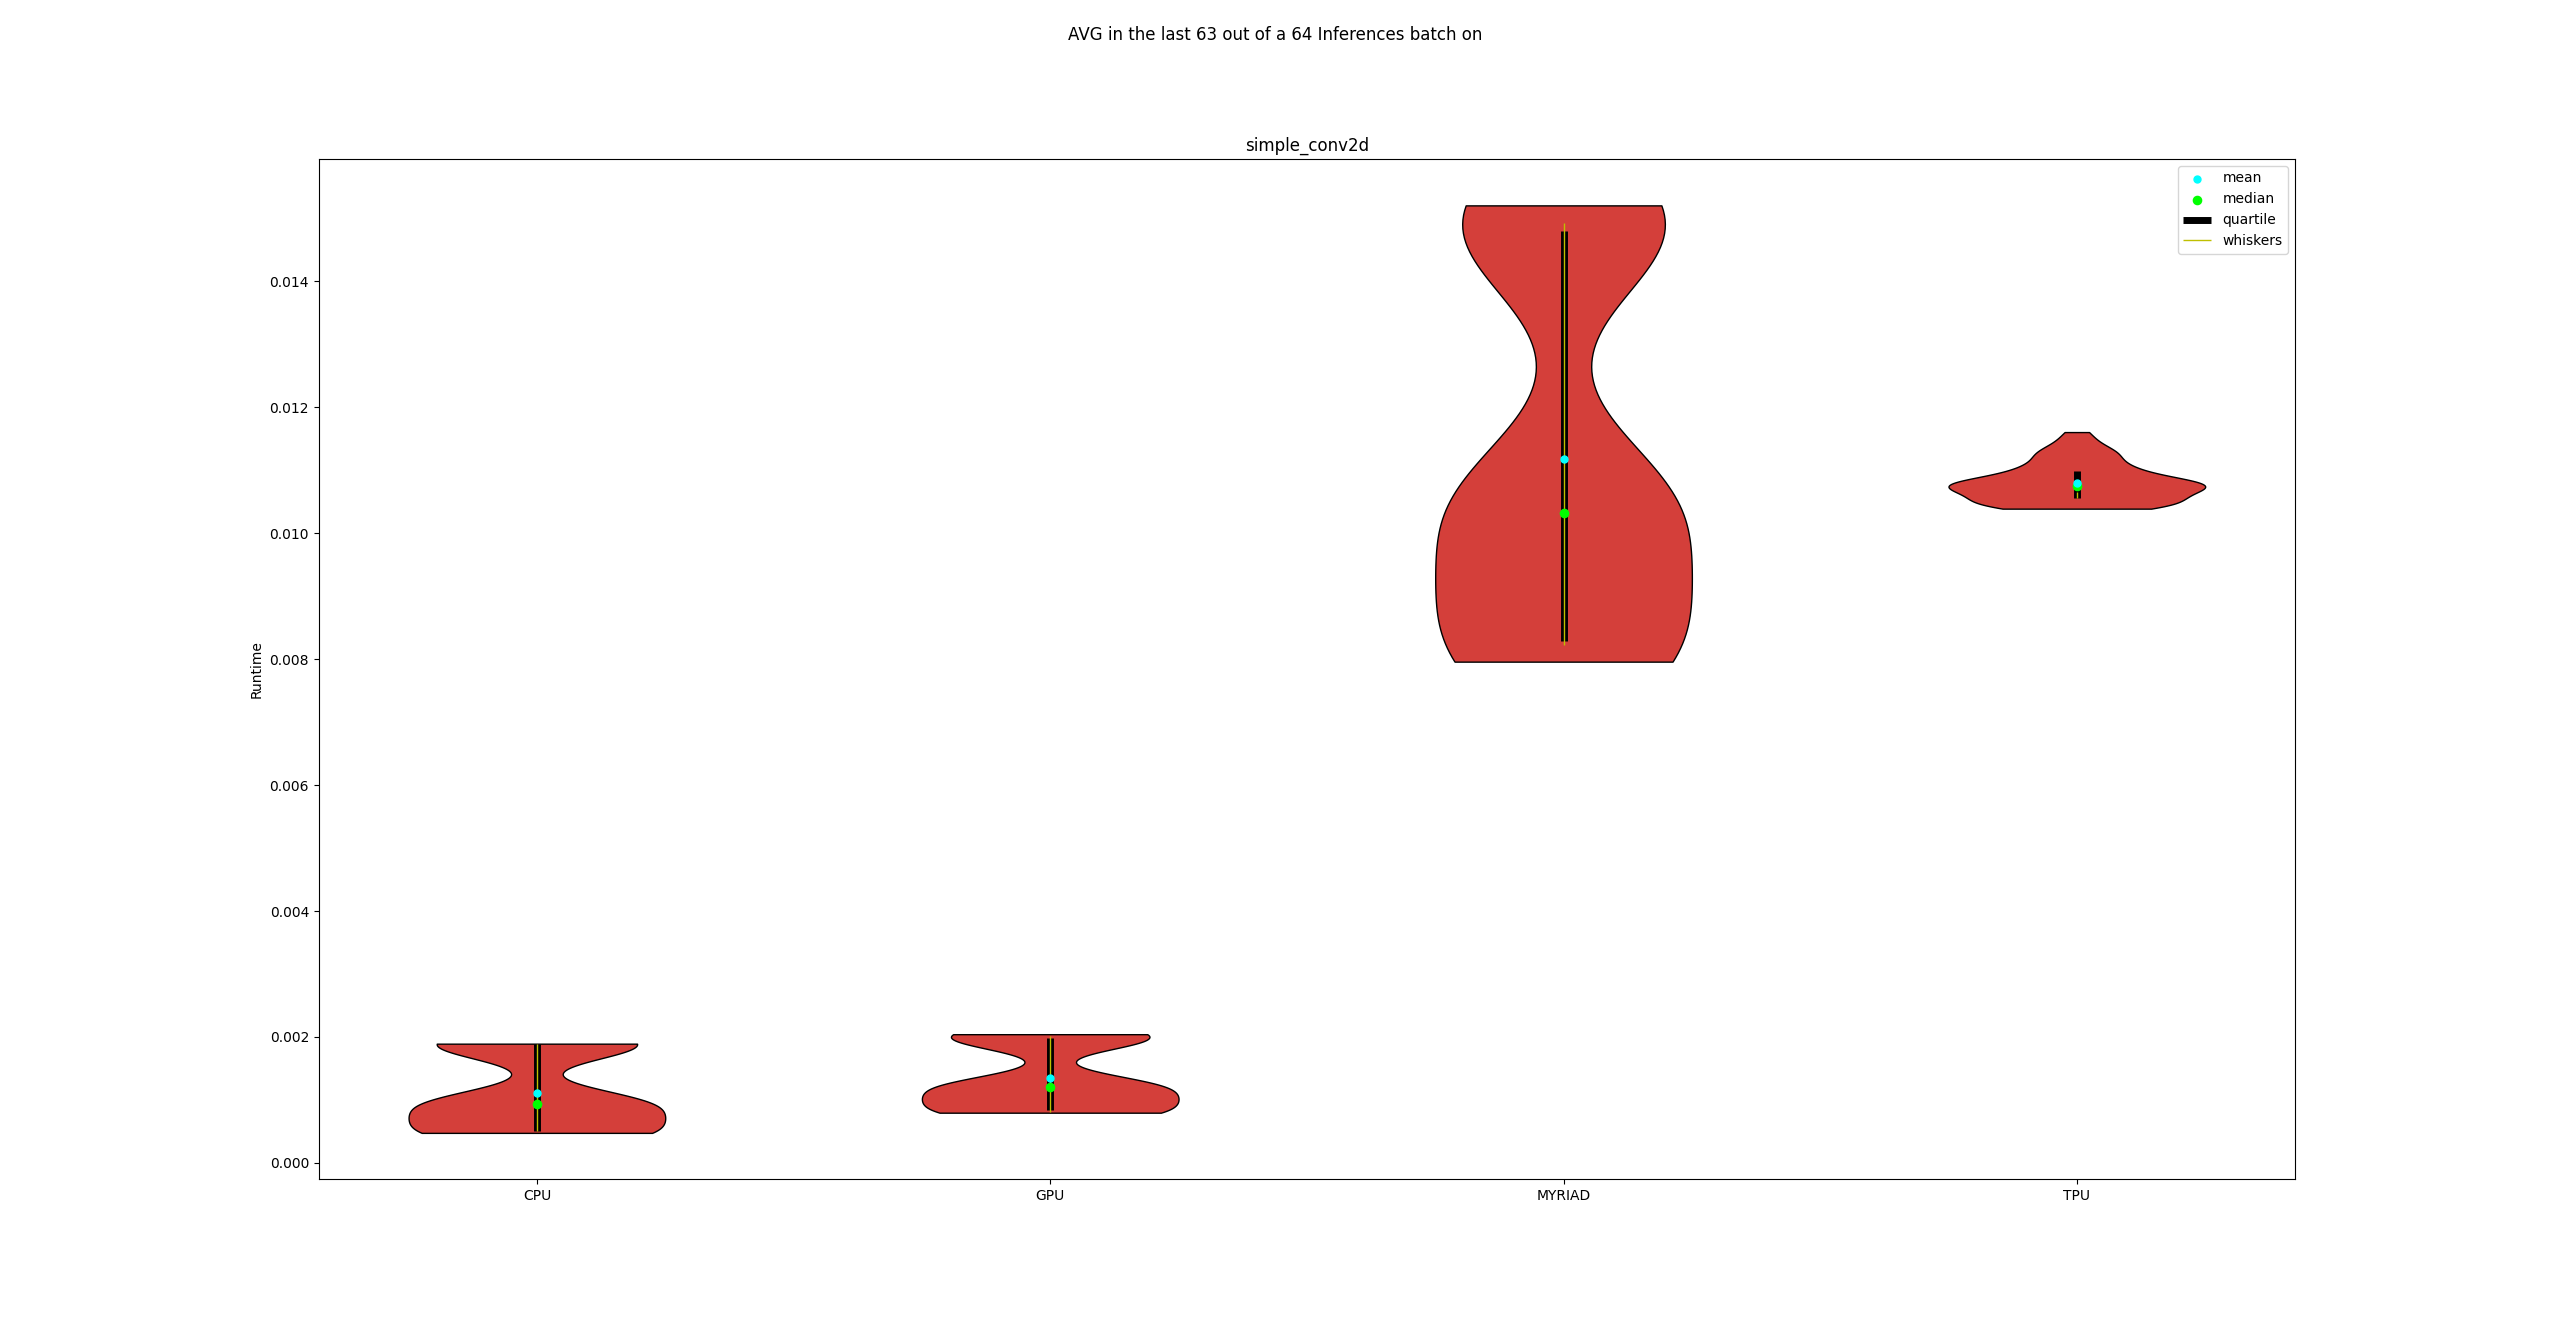 AVG in the last 63 out of a 64 Inferences batch on
simple_conv2d
mean
median
quartile
whiskers
Runtime
0.014
0.012
0.010
0.008
0.006
0.004
0.002
0.000
CPU
GPU
MYRIAD
TPU